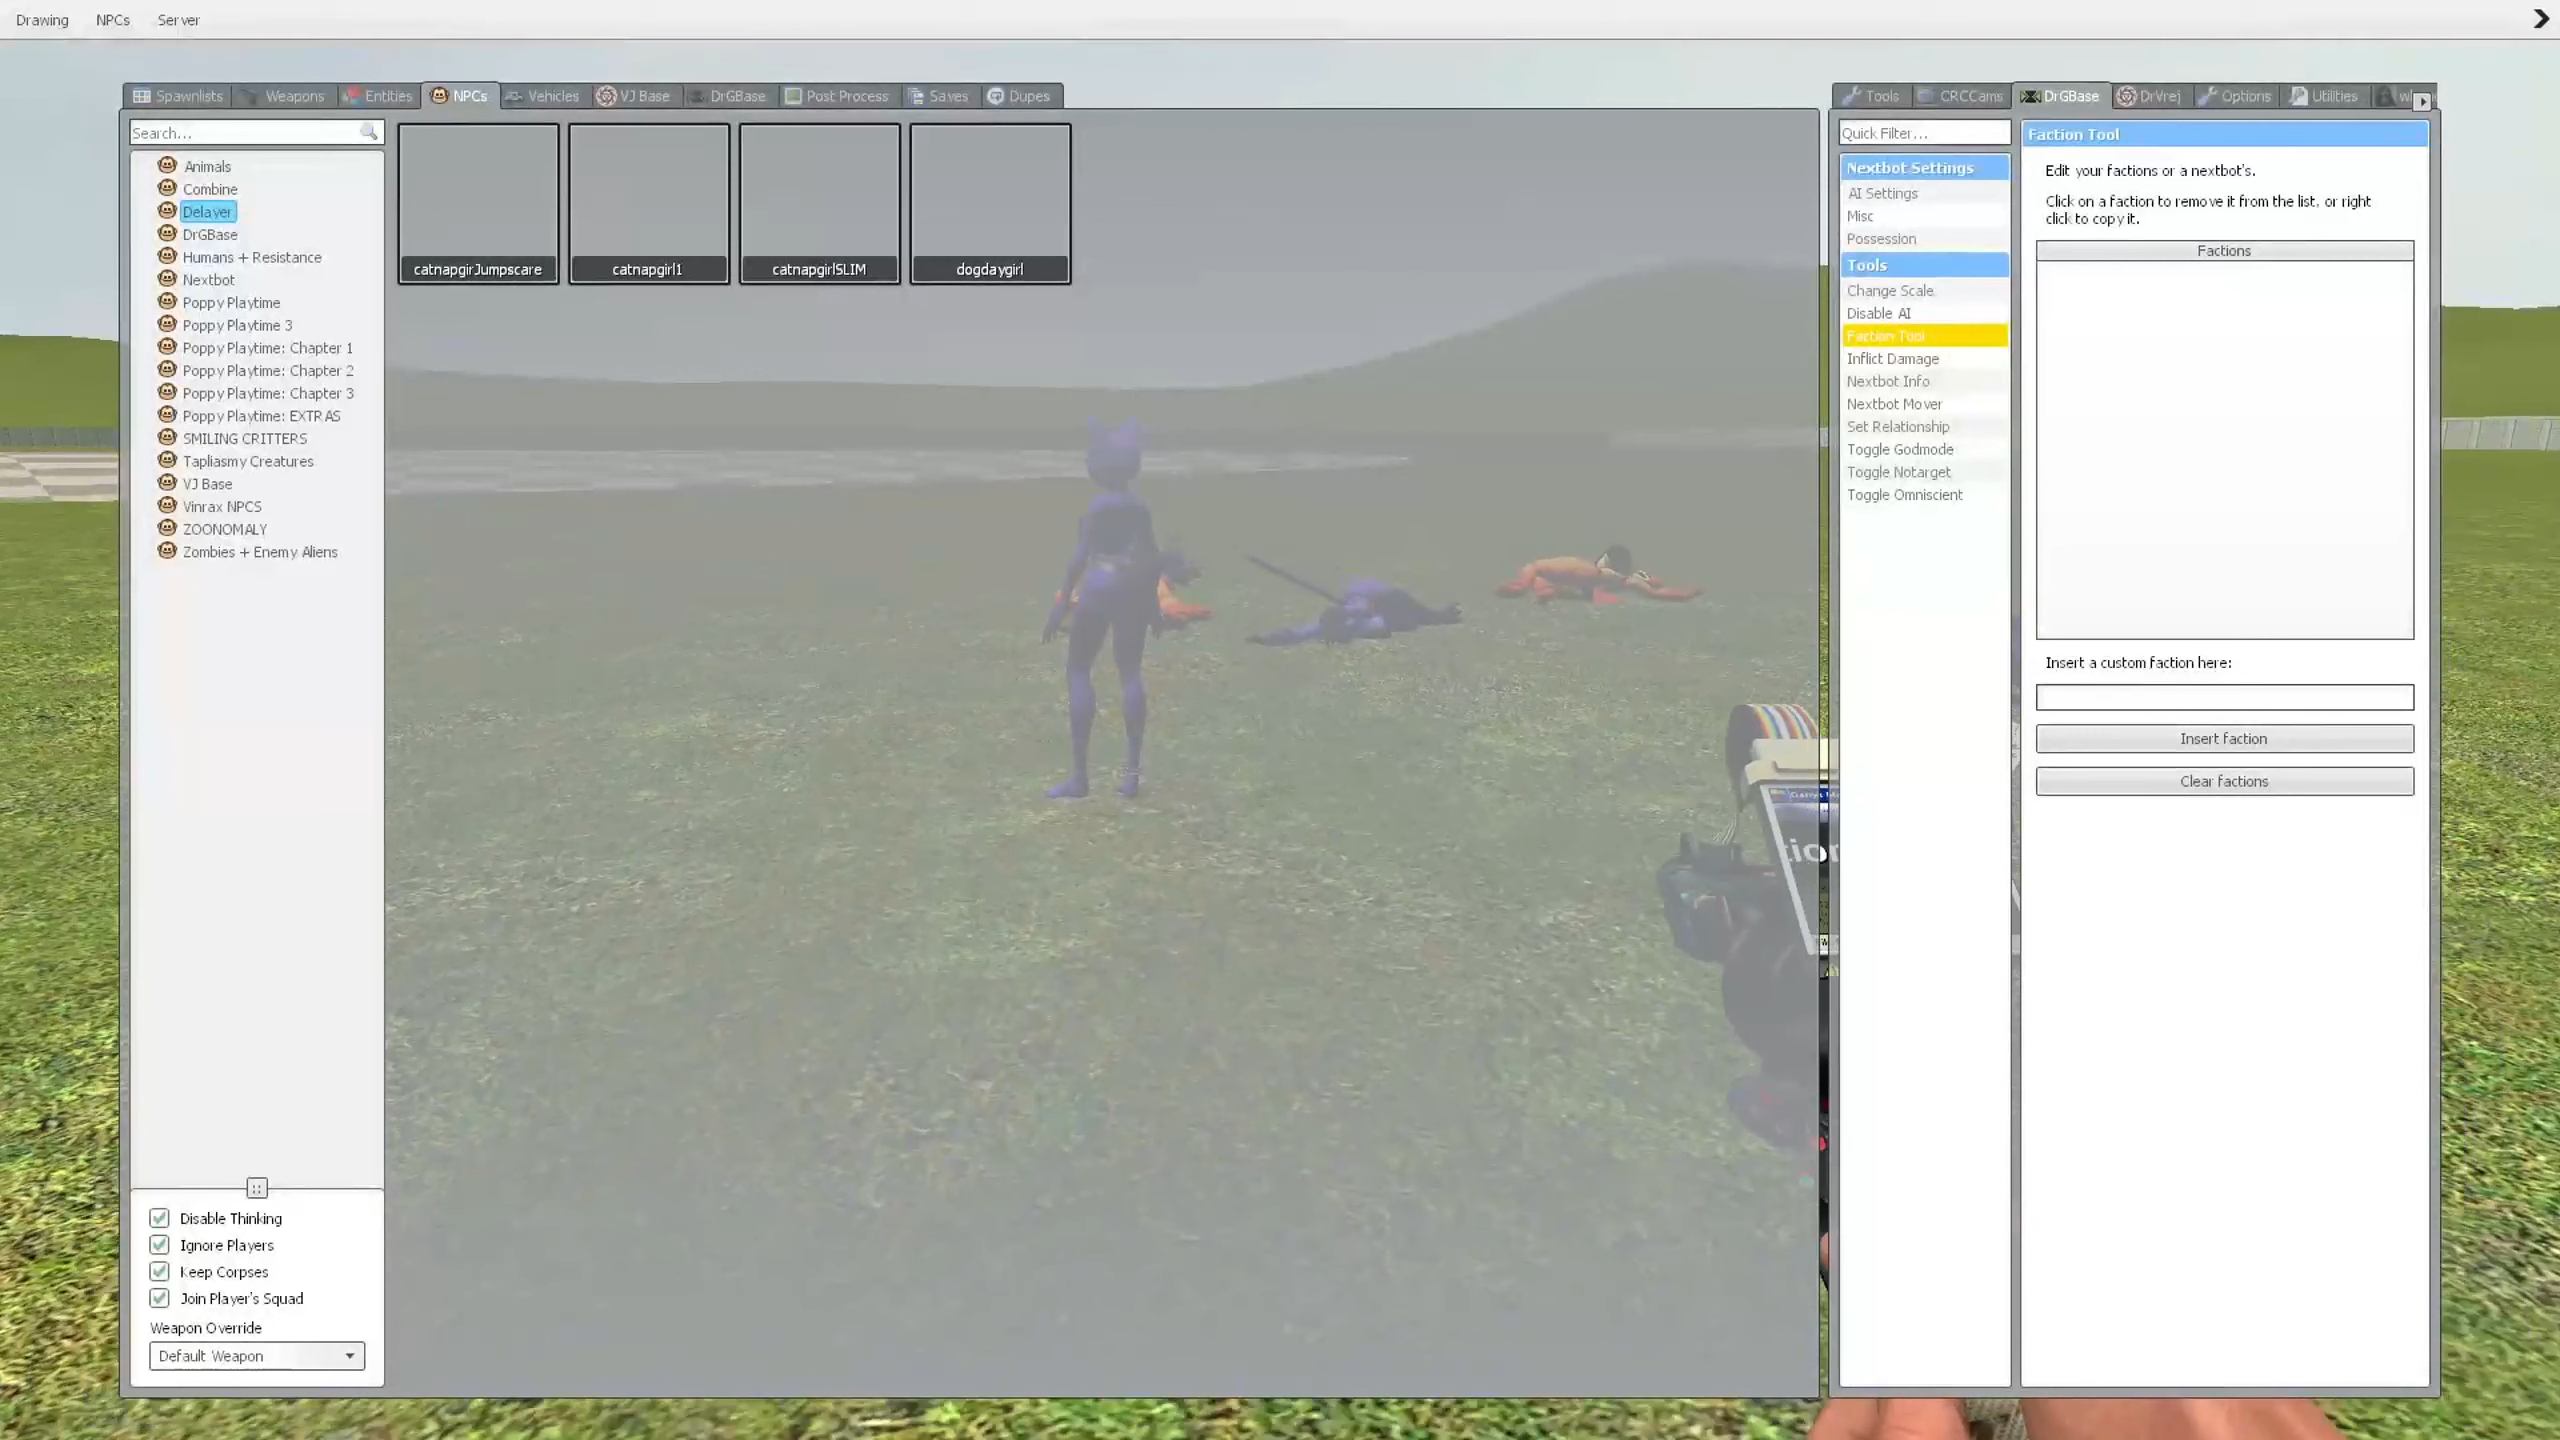 Drawing NPCs Server
Spawnlists Weapons Entities NPCs Vehicles VJ Base DrGBase Post Process Saves Dupes
Search...
Animals
Combine
Delayer
DrGBase
Humans + Resistance
Nextbot
Poppy Playtime
Poppy Playtime 3
Poppy Playtime: Chapter 1
Poppy Playtime: Chapter 2
Poppy Playtime: Chapter 3
Poppy Playtime: EXTRAS
SMILING CRITTERS
Tapliasmy Creatures
VJ Base
Vinrax NPCS
ZOONOMALY
Zombies + Enemy Aliens
Disable Thinking
Ignore Players
Keep Corpses
Join Player's Squad
Weapon Override
Default Weapon
catnapgirJumpscare catnapgirl1 catnapgirlSLIM dogdaygirl
Tools CRCCams DrGBase DrVrej Options Utilities
Quick Filter...
Nextbot Settings
AI Settings
Misc
Possession
Tools
Change Scale
Disable AI
Faction Tool
Inflict Damage
Nextbot Info
Nextbot Mover
Set Relationship
Toggle Godmode
Toggle Notarget
Toggle Omniscient
Faction Tool
Edit your factions or a nextbot's.
Click on a faction to remove it from the list, or right
click to copy it.
Factions
Insert a custom faction here:
Insert faction
Clear factions